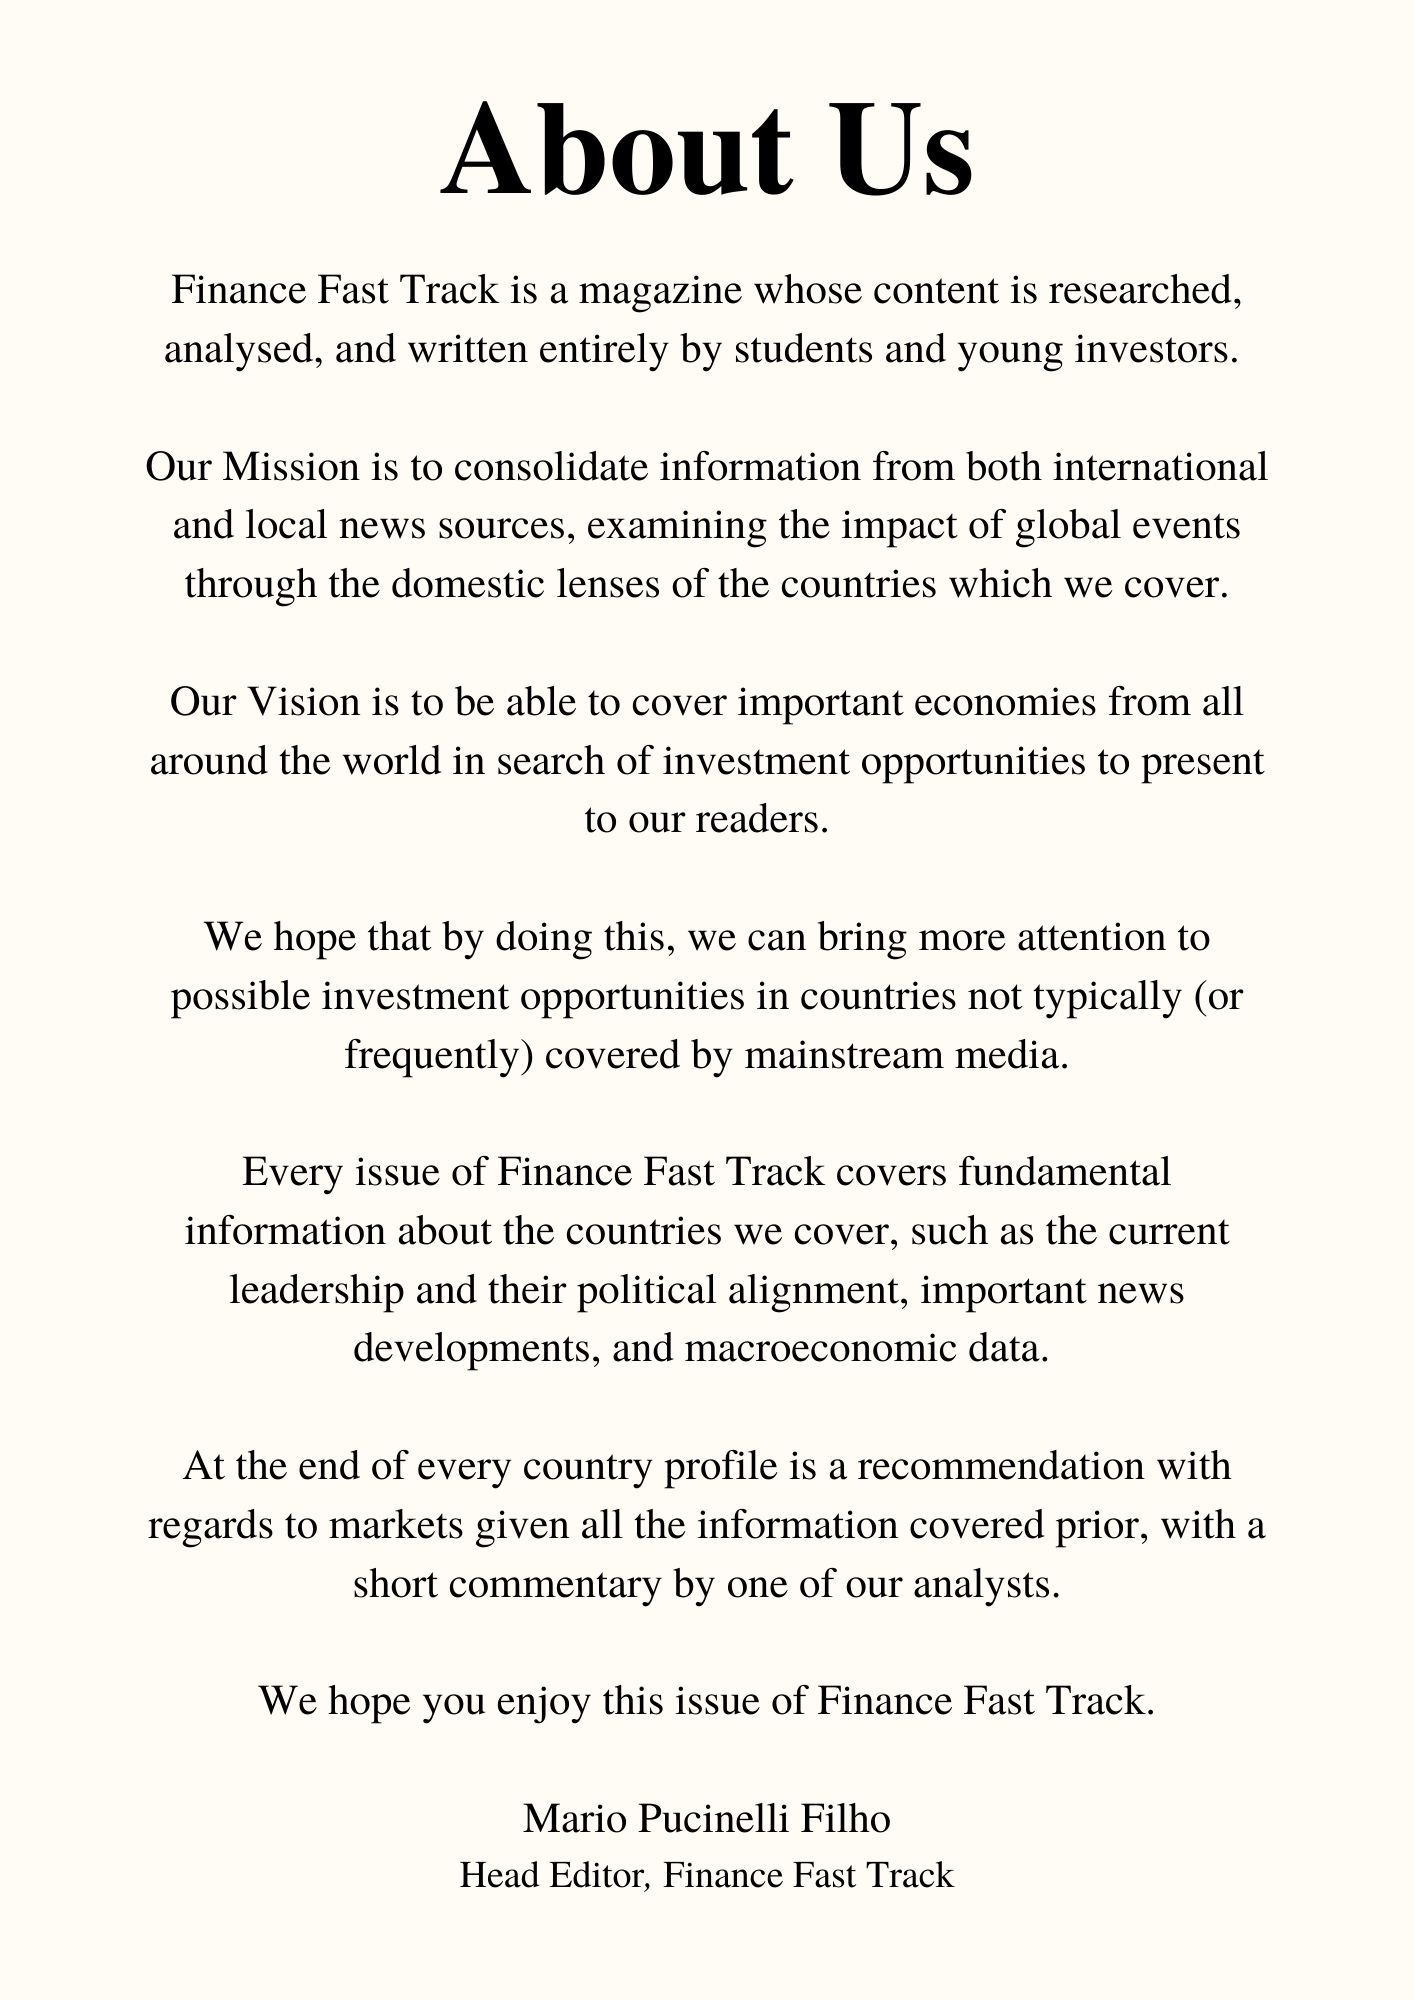 About Us
Finance Fast Track is a magazine whose content is researched,
analysed, and written entirely by students and young investors.
Our Mission is to consolidate information from both international
and local news sources, examining the impact of global events
through the domestic lenses of the countries which we cover.
Our Vision is to be able to cover important economies from all
around the world in search of investment opportunities to present
to our readers.
We hope that by doing this, we can bring more attention to
possible investment opportunities in countries not typically (or
frequently) covered by mainstream media.
Every issue of Finance Fast Track covers fundamental
information about the countries we cover, such as the current
leadership and their political alignment, important news
developments, and macroeconomic data.
At the end of every country profile is a recommendation with
regards to markets given all the information covered prior, with a
short commentary by one of our analysts.
We hope you enjoy this issue of Finance Fast Track.
Mario Pucinelli Filho
Head Editor, Finance Fast Track